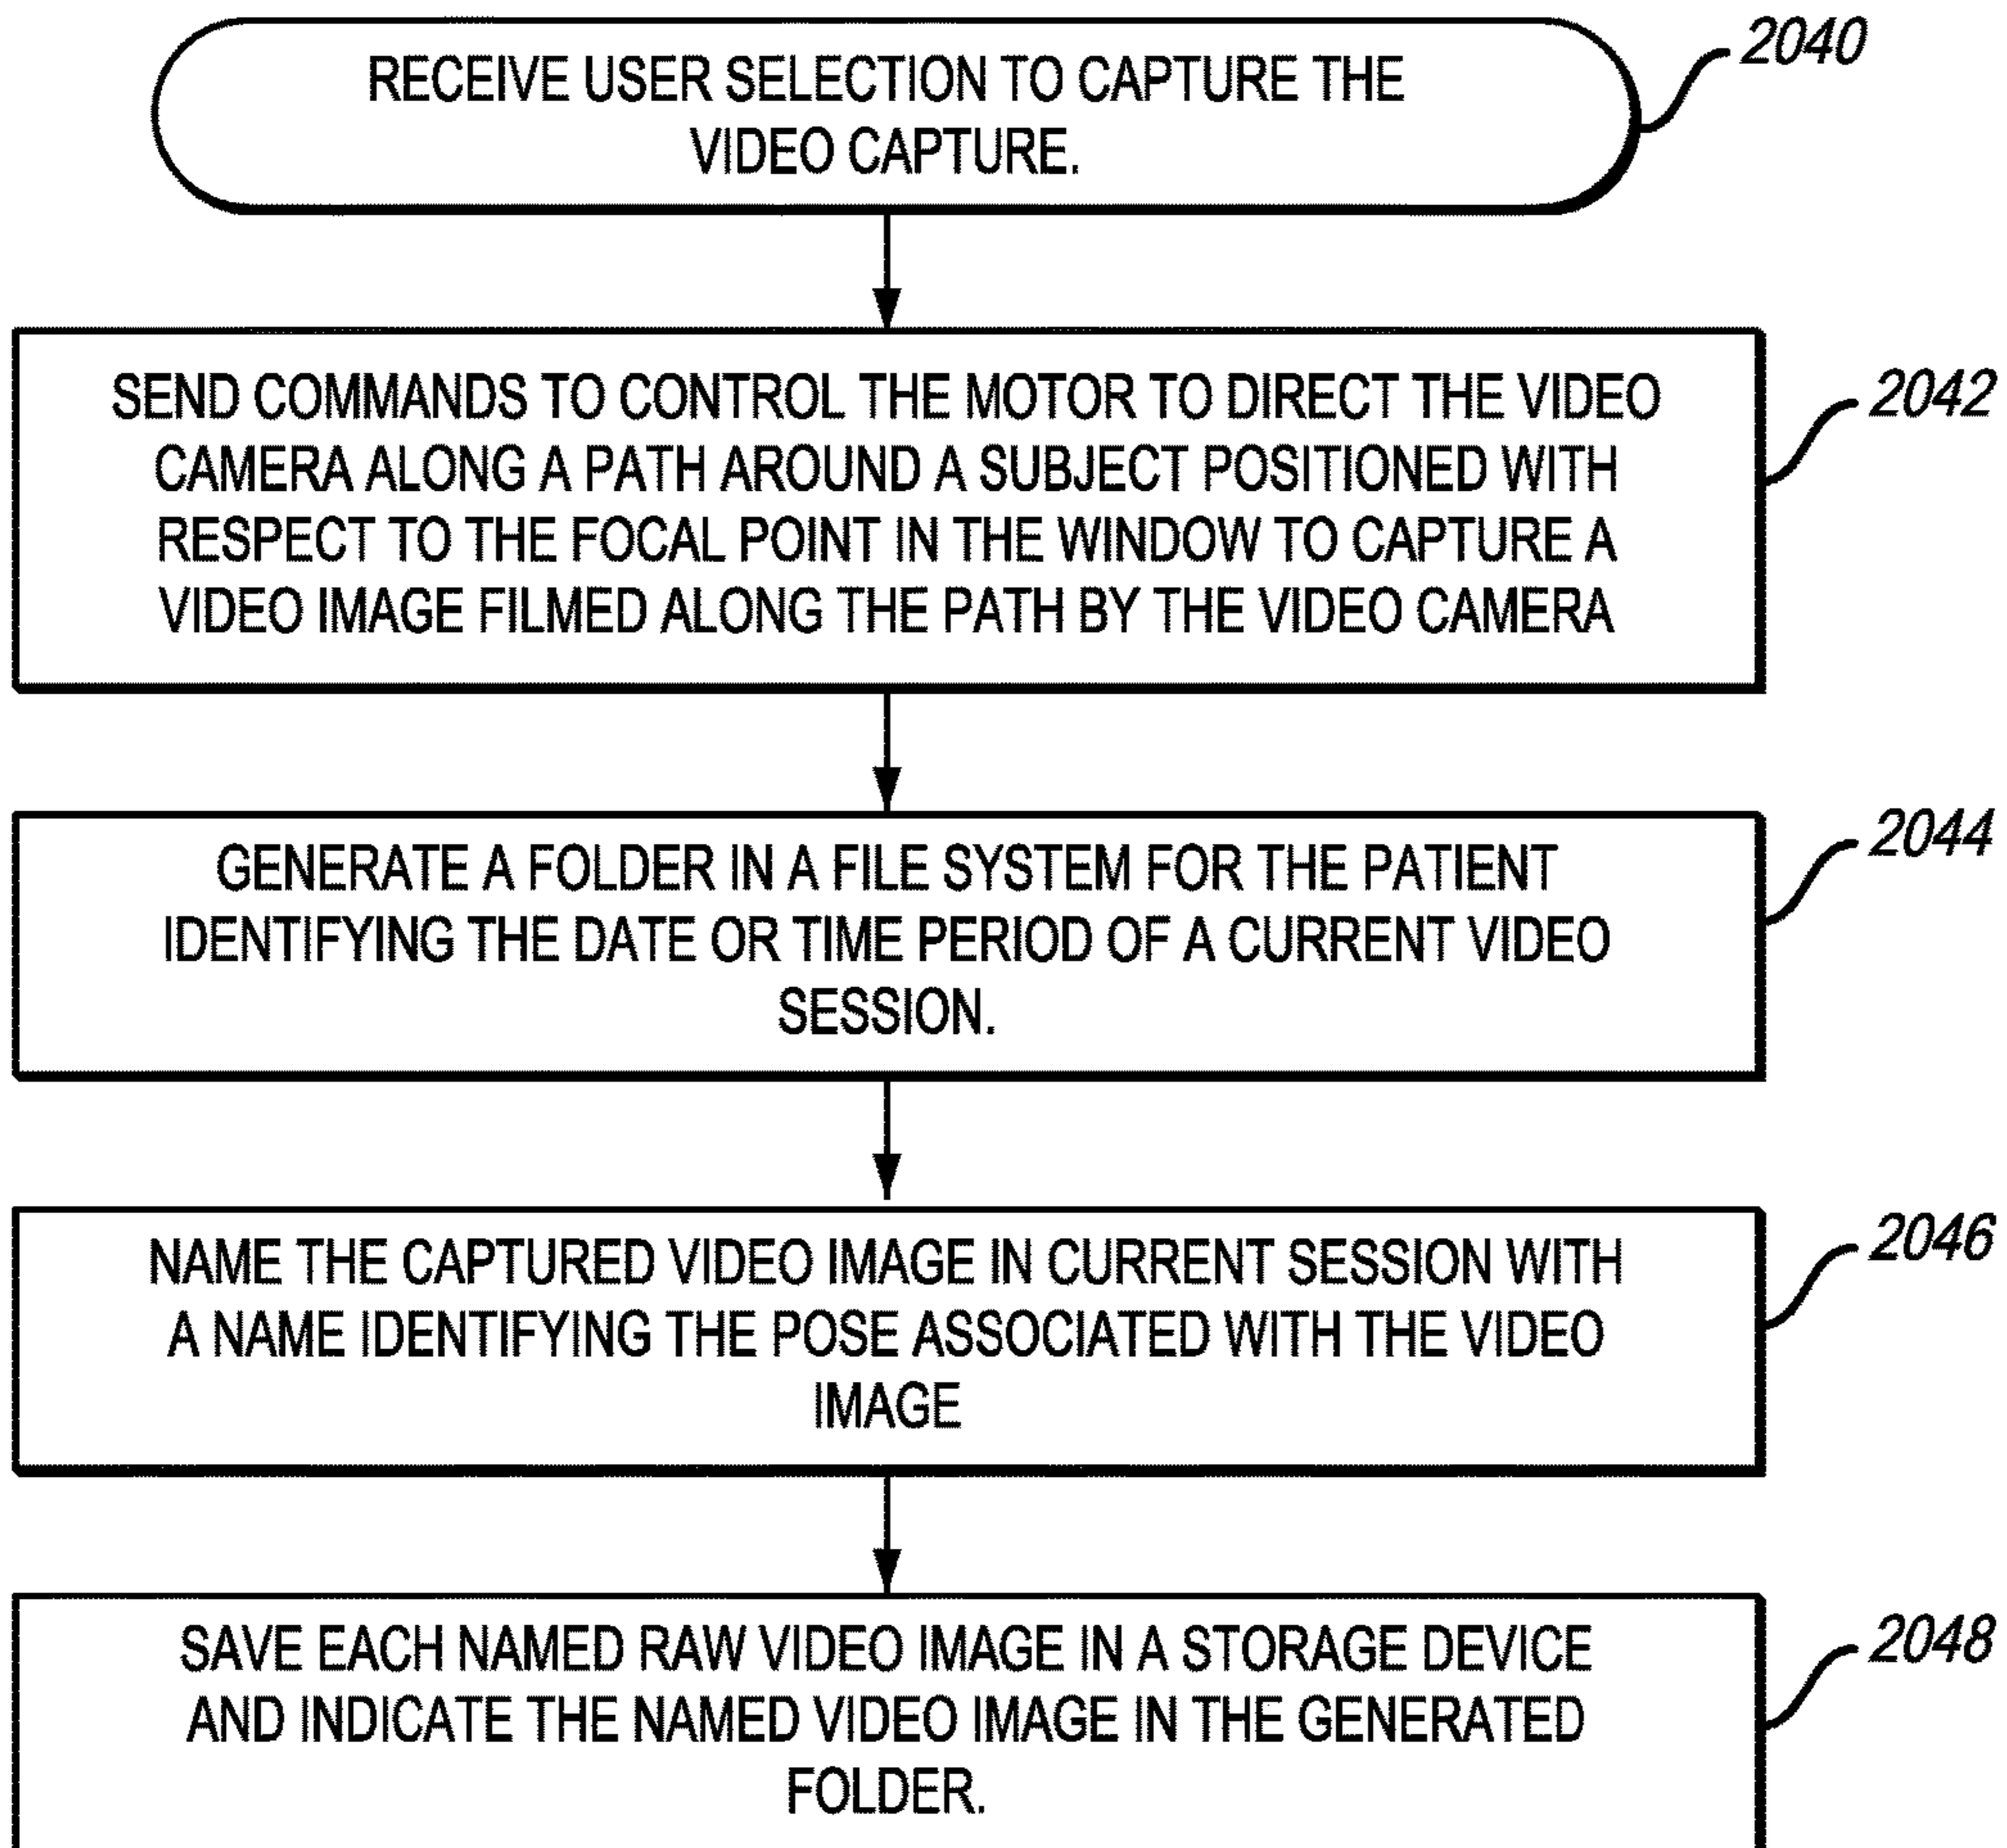 RECEIVE USER SELECTION TO CAPTURE THE
VIDEO CAPTURE.
2040
SEND COMMANDS TO CONTROL THE MOTOR TO DIRECT THE VIDEO
CAMERA ALONG A PATH AROUND A SUBJECT POSITIONED WITH
RESPECT TO THE FOCAL POINT IN THE WINDOW TO CAPTURE A
VIDEO IMAGE FILMED ALONG THE PATH BY THE VIDEO CAMERA
2042
GENERATE A FOLDER IN A FILE SYSTEM FOR THE PATIENT
IDENTIFYING THE DATE OR TIME PERIOD OF A CURRENT VIDEO
SESSION.
2044
NAME THE CAPTURED VIDEO IMAGE IN CURRENT SESSION WITH
A NAME IDENTIFYING THE POSE ASSOCIATED WITH THE VIDEO
IMAGE
2046
SAVE EACH NAMED RAW VIDEO IMAGE IN A STORAGE DEVICE
AND INDICATE THE NAMED VIDEO IMAGE IN THE GENERATED
FOLDER.
2048